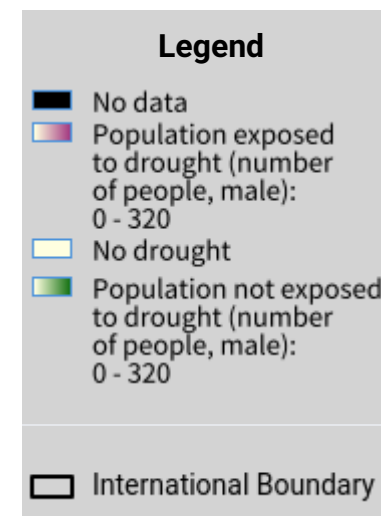 Legend
No data
Population exposed
to drought (number
of people, male):
0 - 320
No drought
Population not exposed
to drought (number
of people, male):
0 - 320
International Boundary